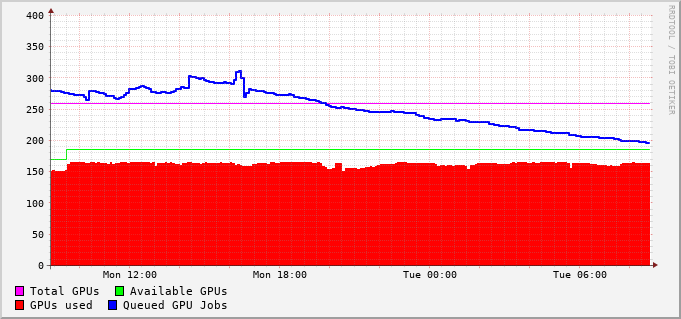 400
350
300
250
200
150
100
50
0
Mon 12:00 Mon 18:00 Tue 00:00 Tue 06:00
Total GPUs Available GPUs
GPUs used Queued GPU Jobs
RRDTOOL / TOBI OETIKER